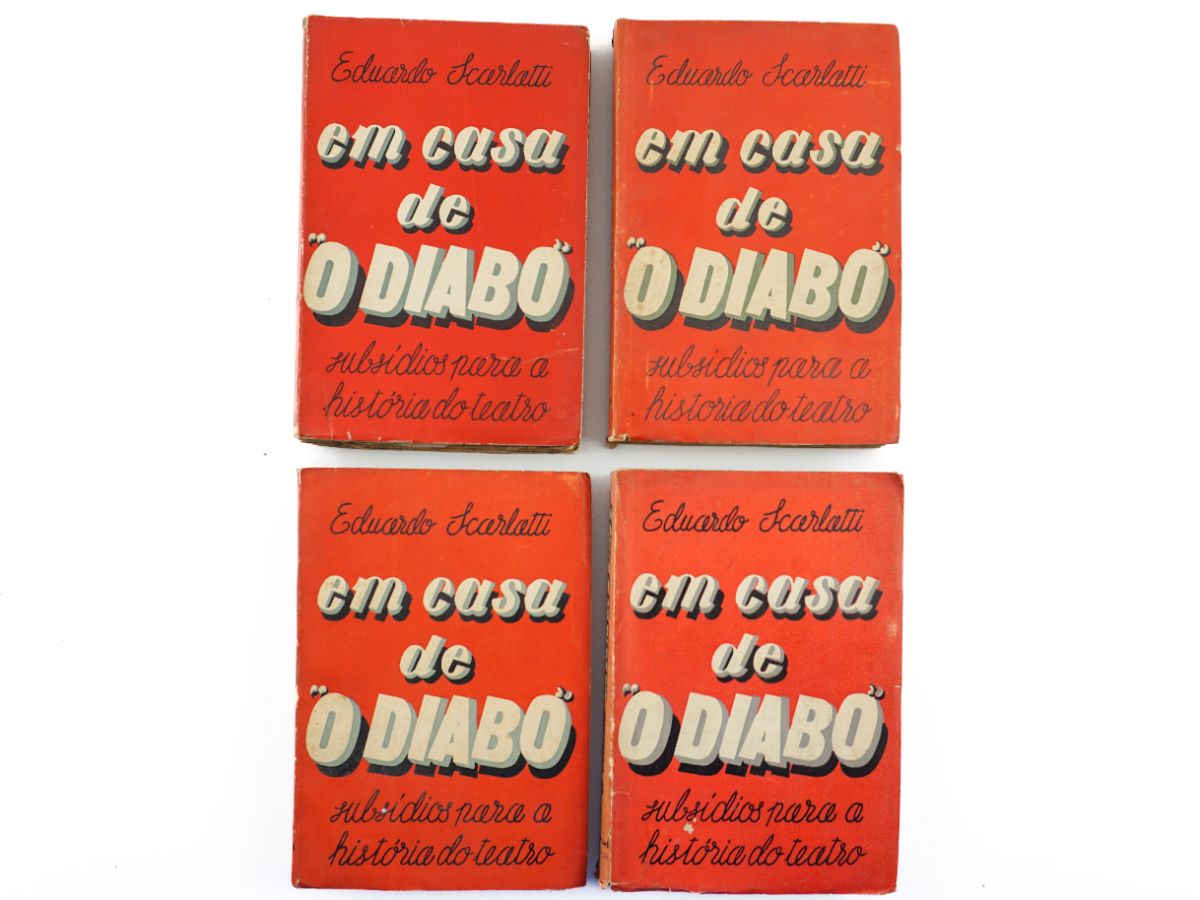 Eduardo Scarlatti
em casa
de
"O DIABO"
subsídios para a
história do teatro
Eduardo Scarlatti
em casa
de
"O DIABO"
subsídios para a
historia do teatro
Eduardo Scarlatti
em casa
de
"O DIABO"
subsídios para a
história do teatro
Eduardo Scarlatti
em casa
de
"O DIABO"
subsídios para a
história do teatro